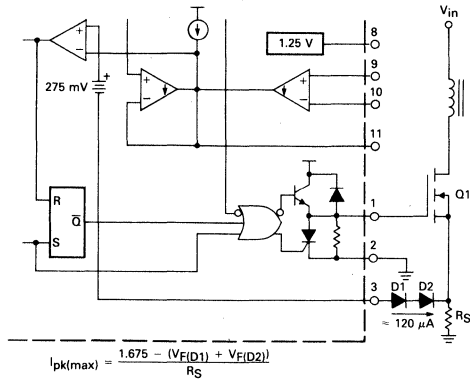 V_in
8
1.25 V
9
275 mV
10
11
+
−
+
−
+
−
+
R
Q̅
S
1
2
3
Q1
D1 D2
≈ 120 μA
R_S
I_pk(max) = 1.675 − (V_F(D1) + V_F(D2)) / R_S